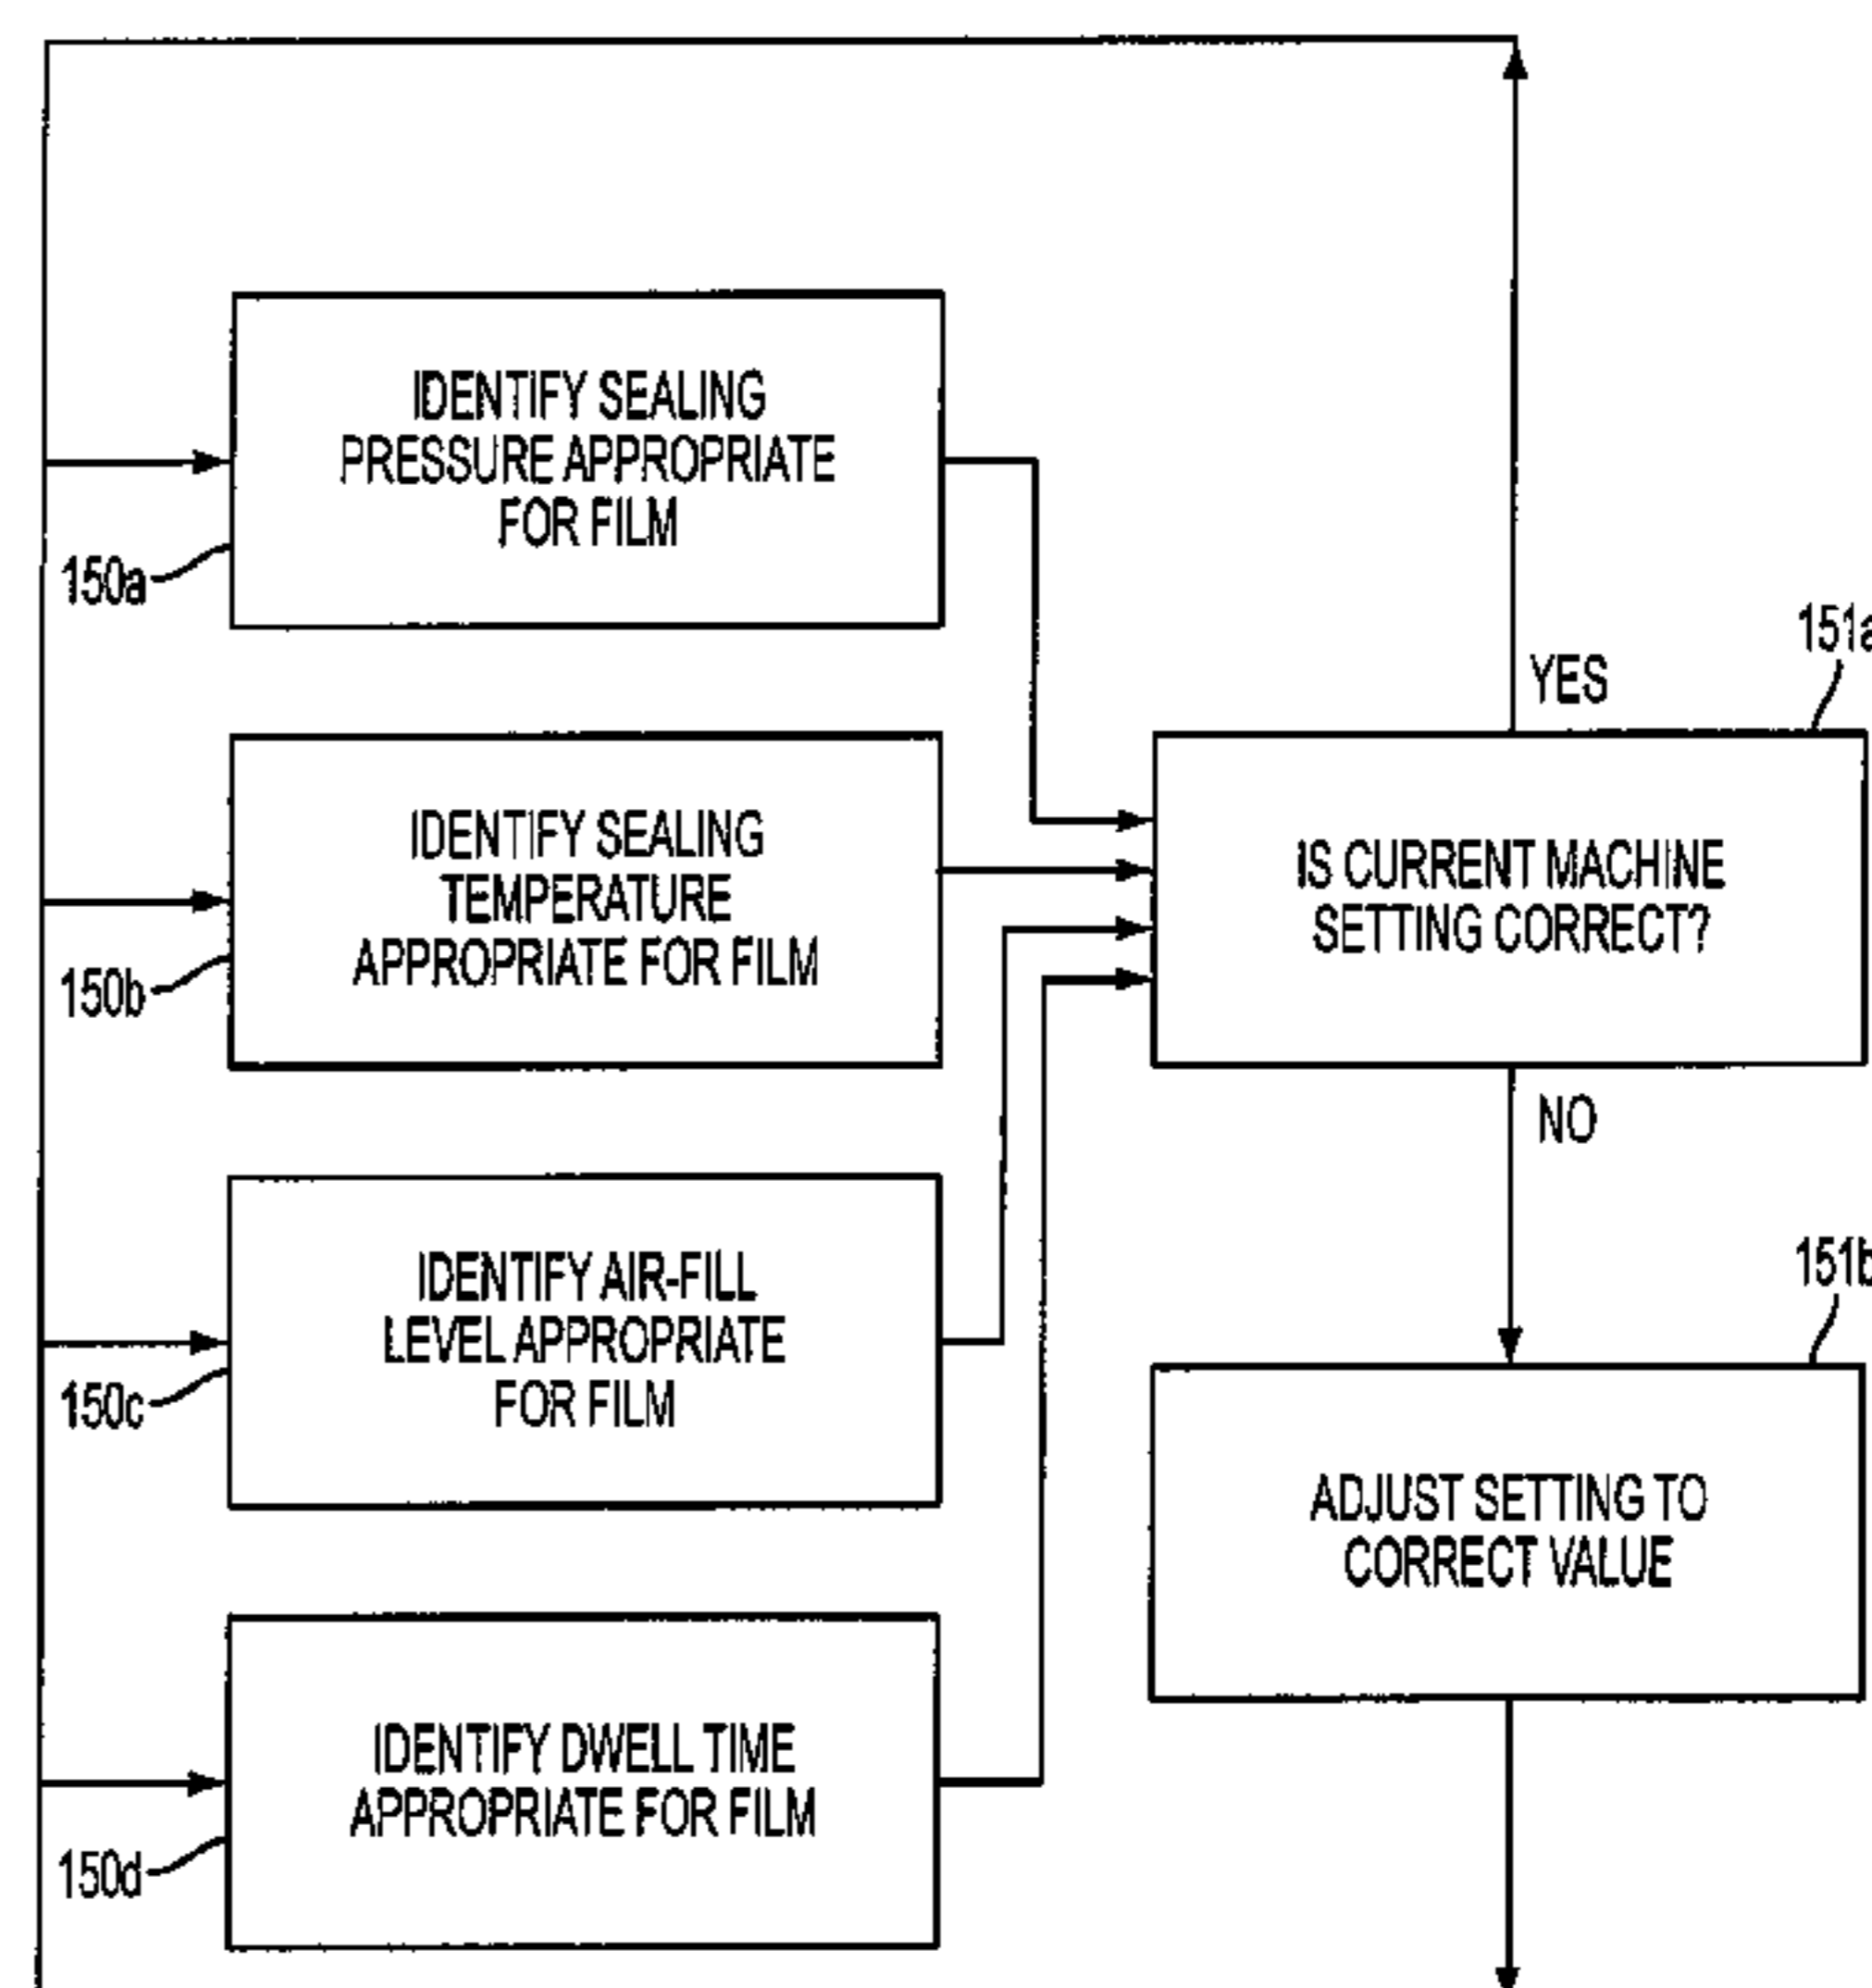 IDENTIFY SEALING
PRESSURE APPROPRIATE
FOR FILM
150a
151a
YES
IDENTIFY SEALING
TEMPERATURE
APPROPRIATE FOR FILM
150b
IS CURRENT MACHINE
SETTING CORRECT?
NO
IDENTIFY AIR-FILL
LEVEL APPROPRIATE
FOR FILM
150c
151b
ADJUST SETTING TO
CORRECT VALUE
IDENTIFY DWELL TIME
APPROPRIATE FOR FILM
150d